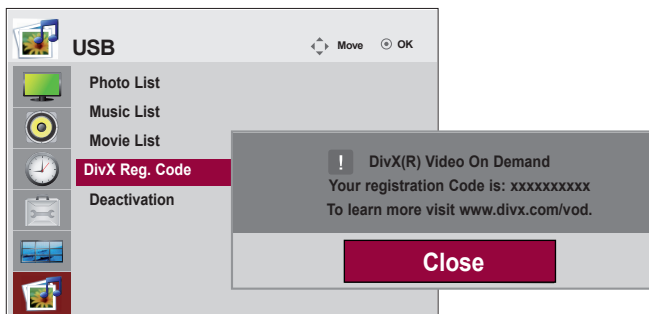 USB
Move OK
Photo List
Music List
Movie List
DivX Reg. Code
Deactivation
! DivX(R) Video On Demand
Your registration Code is: xxxxxxxxxx
To learn more visit www.divx.com/vod.
Close